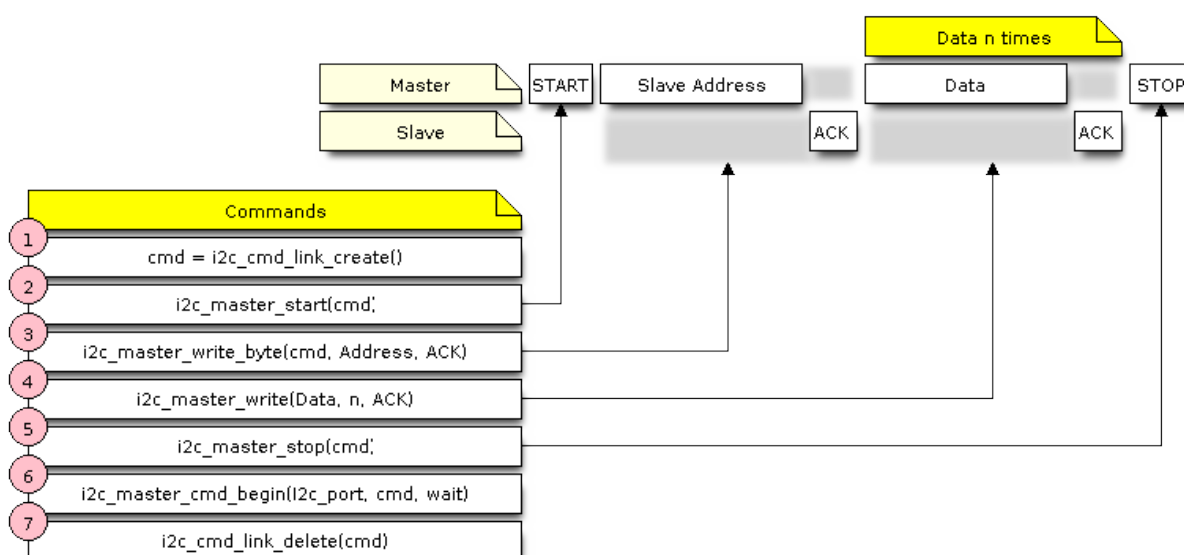 Data n times
Master START Slave Address Data STOP
Slave ACK ACK
Commands
1
cmd = i2c_cmd_link_create()
2
i2c_master_start(cmd;
3
i2c_master_write_byte(cmd, Address, ACK)
4
i2c_master_write(Data, n, ACK)
5
i2c_master_stop(cmd;
6
i2c_master_cmd_begin(I2c_port, cmd, wait)
7
i2c_cmd_link_delete(cmd)